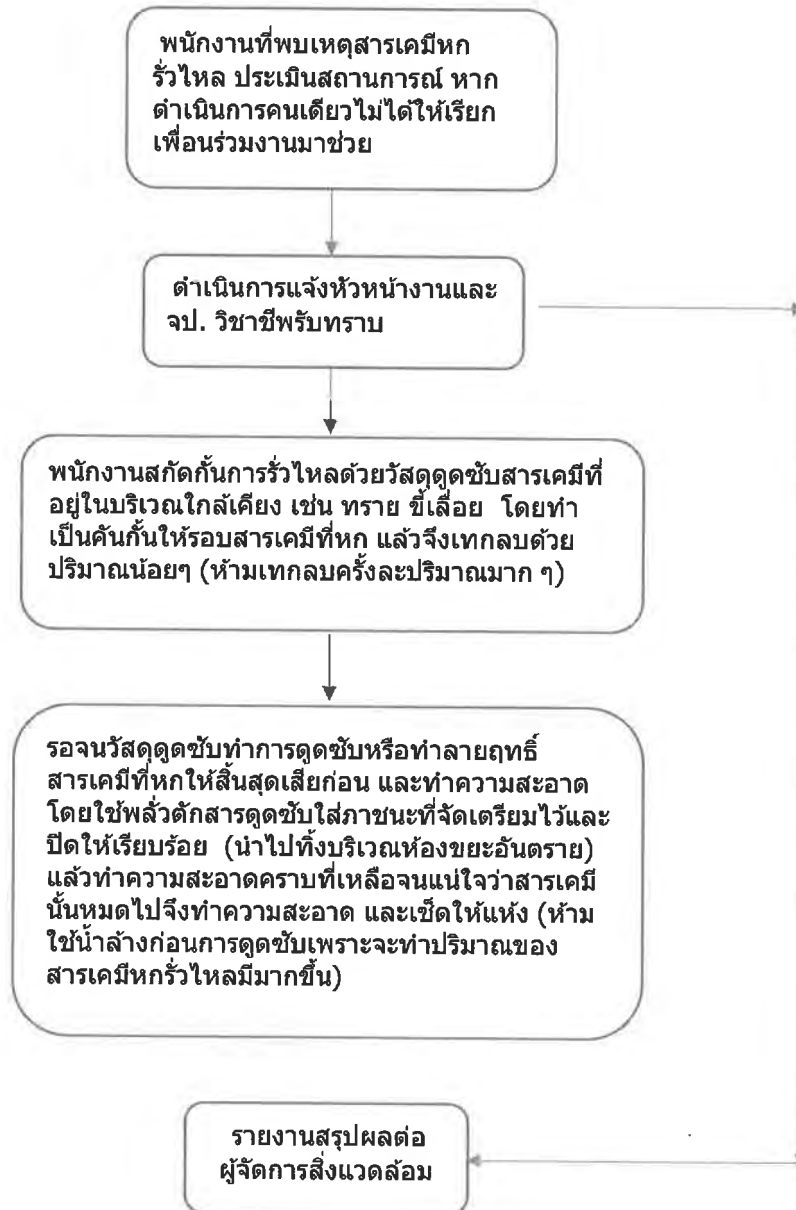 พนักงานที่พบเหตุสารเคมีหก
รั่วไหล ประเมินสถานการณ์ หาก
ดำเนินการคนเดียวไม่ได้ให้เรียก
เพื่อนร่วมงานมาช่วย
ดำเนินการแจ้งหัวหน้างานและ
จป. วิชาชีพรับทราบ
พนักงานสกัดกั้นการรั่วไหลด้วยวัสดุดูดซับสารเคมีที่
อยู่ในบริเวณใกล้เคียง เช่น ทราย ขี้เลื่อย โดยทำ
เป็นคันกั้นให้รอบสารเคมีที่หก แล้วจึงเทกลบด้วย
ปริมาณน้อยๆ (ห้ามเทกลบครั้งละปริมาณมาก ๆ)
รอจนวัสดุดูดซับทำการดูดซับหรือทำลายฤทธิ์
สารเคมีที่หกให้สิ้นสุดเสียก่อน และทำความสะอาด
โดยใช้พลั่วตักสารดูดซับใส่ภาชนะที่จัดเตรียมไว้และ
ปิดให้เรียบร้อย (นำไปทิ้งบริเวณห้องขยะอันตราย)
แล้วทำความสะอาดคราบที่เหลือจนแน่ใจว่าสารเคมี
นั้นหมดไปจึงทำความสะอาด และเช็ดให้แห้ง (ห้าม
ใช้น้ำล้างก่อนการดูดซับเพราะจะทำปริมาณของ
สารเคมีหกรั่วไหลมีมากขึ้น)
รายงานสรุปผลต่อ
ผู้จัดการสิ่งแวดล้อม